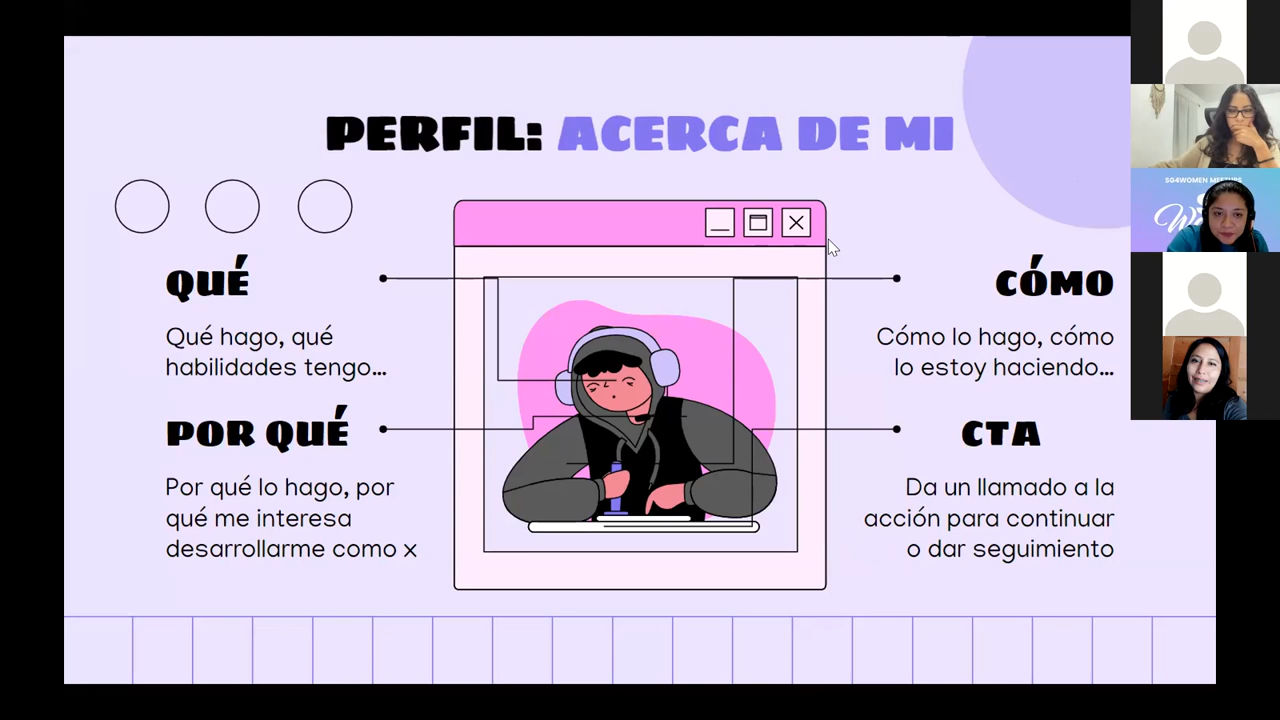 PERFIL: ACERCA DE MI
QUÉ
Qué hago, qué
habilidades tengo...
POR QUÉ
Por qué lo hago, por
qué me interesa
desarrollarme como x
CÓMO
Cómo lo hago, cómo
lo estoy haciendo...
CTA
Da un llamado a la
acción para continuar
o dar seguimiento
SG4WOMEN MEETUPS